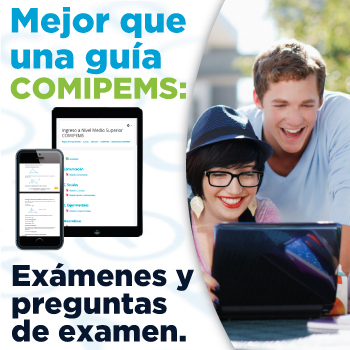 Mejor que
una guía
COMIPEMS:
Ingreso a Nivel Medio Superior
COMIPEMS
Exámenes y
preguntas
de examen.